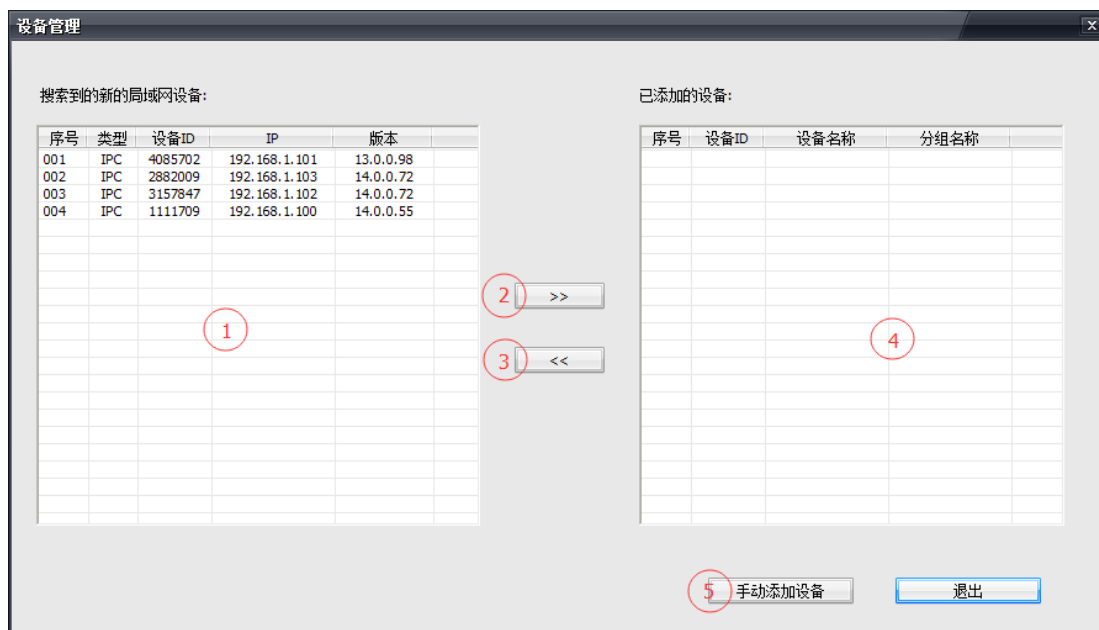 设备管理
搜索到的新的局域网设备:
已添加的设备:
序号 类型 设备ID IP 版本
001 IPC 4085702 192.168.1.101 13.0.0.98
002 IPC 2882009 192.168.1.103 14.0.0.72
003 IPC 3157847 192.168.1.102 14.0.0.72
004 IPC 1111709 192.168.1.100 14.0.0.55
1
2 >>
3 <<
序号 设备ID 设备名称 分组名称
4
5 手动添加设备 退出